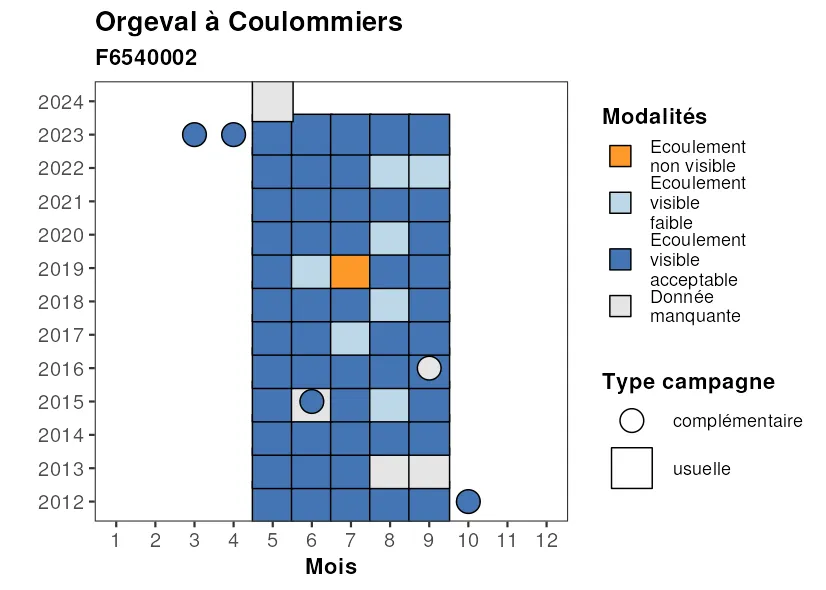 Orgeval à Coulommiers
F6540002
2024
2023
2022
2021
2020
2019
2018
2017
2016
2015
2014
2013
2012
1 2 3 4 5 6 7 8 9 10 11 12
Mois
Modalités
Ecoulement
non visible
Ecoulement
visible
faible
Ecoulement
visible
acceptable
Donnée
manquante
Type campagne
complémentaire
usuelle